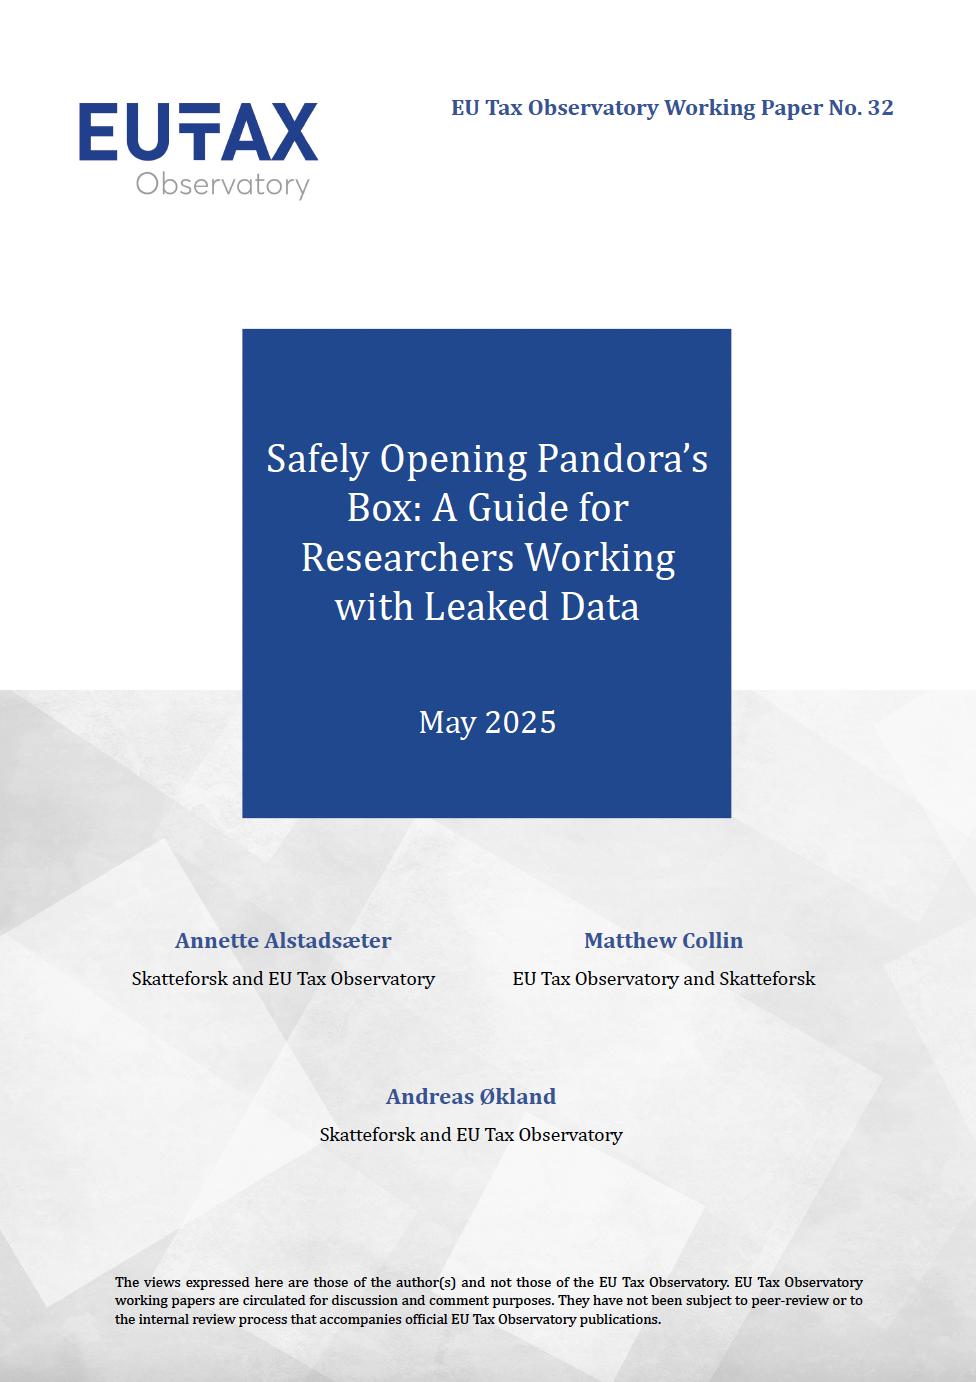 EU Tax Observatory Working Paper No. 32
EUTAX
Observatory
Safely Opening Pandora’s
Box: A Guide for
Researchers Working
with Leaked Data
May 2025
Annette Alstadsæter
Skatteforsk and EU Tax Observatory
Matthew Collin
EU Tax Observatory and Skatteforsk
Andreas Økland
Skatteforsk and EU Tax Observatory
The views expressed here are those of the author(s) and not those of the EU Tax Observatory. EU Tax Observatory
working papers are circulated for discussion and comment purposes. They have not been subject to peer-review or to
the internal review process that accompanies official EU Tax Observatory publications.